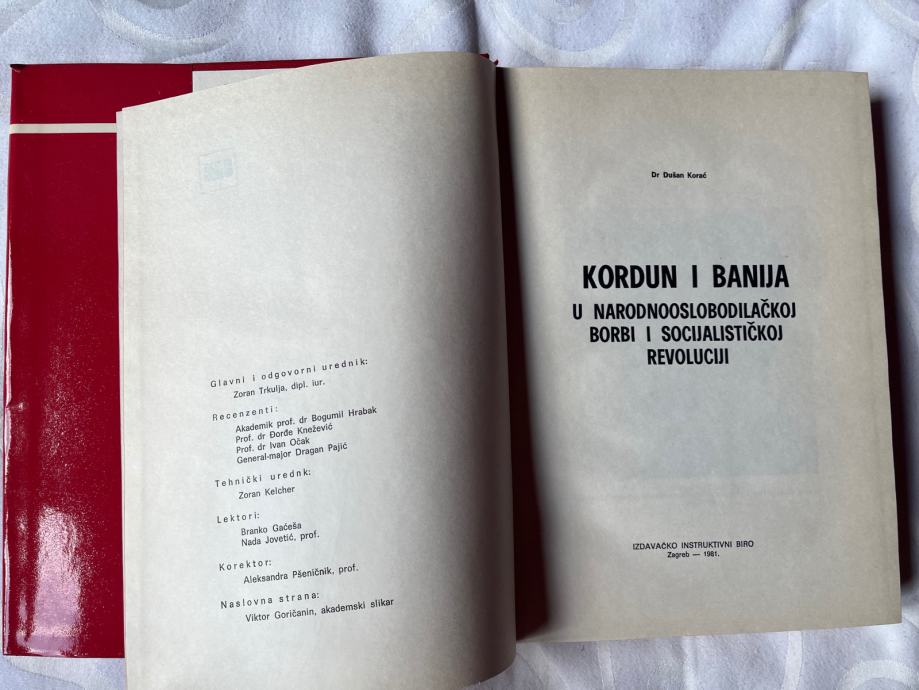 Glavni i odgovorni urednik:
Zoran Trkulja, dipl. iur.
Recenzenti:
Akademik prof. dr Bogumil Hrabak
Prof. dr Đorđe Knežević
Prof. dr Ivan Očak
General-major Dragan Pajić
Tehnički urednk:
Zoran Kelcher
Lektori:
Branko Gaćeša
Nada Jovetić, prof.
Korektor:
Aleksandra Pšeničnik, prof.
Naslovna strana:
Viktor Goričanin, akademski slikar
Dr Dušan Korać
KORDUN I BANIJA
U NARODNOOSLOBODILAČKOJ
BORBI I SOCIJALISTIČKOJ
REVOLUCIJI
IZDAVAČKO INSTRUKTIVNI BIRO
Zagreb — 1981.